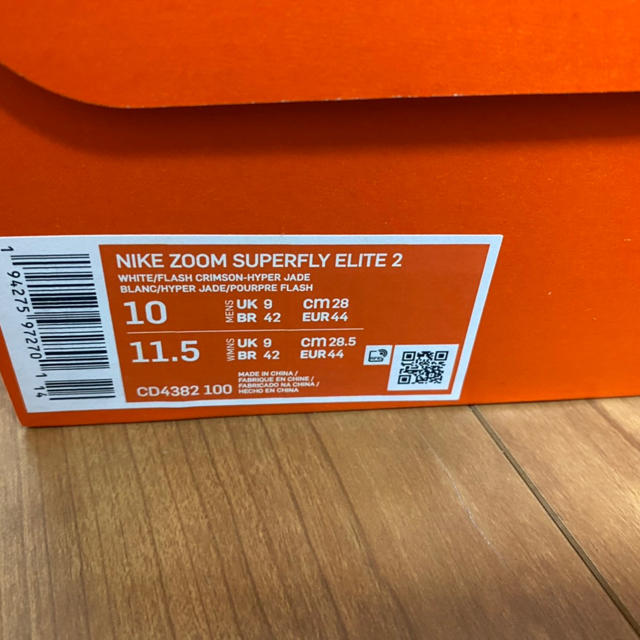 NIKE ZOOM SUPERFLY ELITE 2
WHITE/FLASH CRIMSON-HYPER JADE
BLANC/HYPER JADE/POURPRE FLASH
10 MENS UK 9 cm 28
BR 42 EUR 44
11.5 WMNS UK 9 cm 28.5
BR 42 EUR 44
CD4382 100
MADE IN CHINA /
FABRIQUE EN CHINE /
FABRICADO NA CHINA /
HECHO EN CHINA
1 94275 97270 1 14